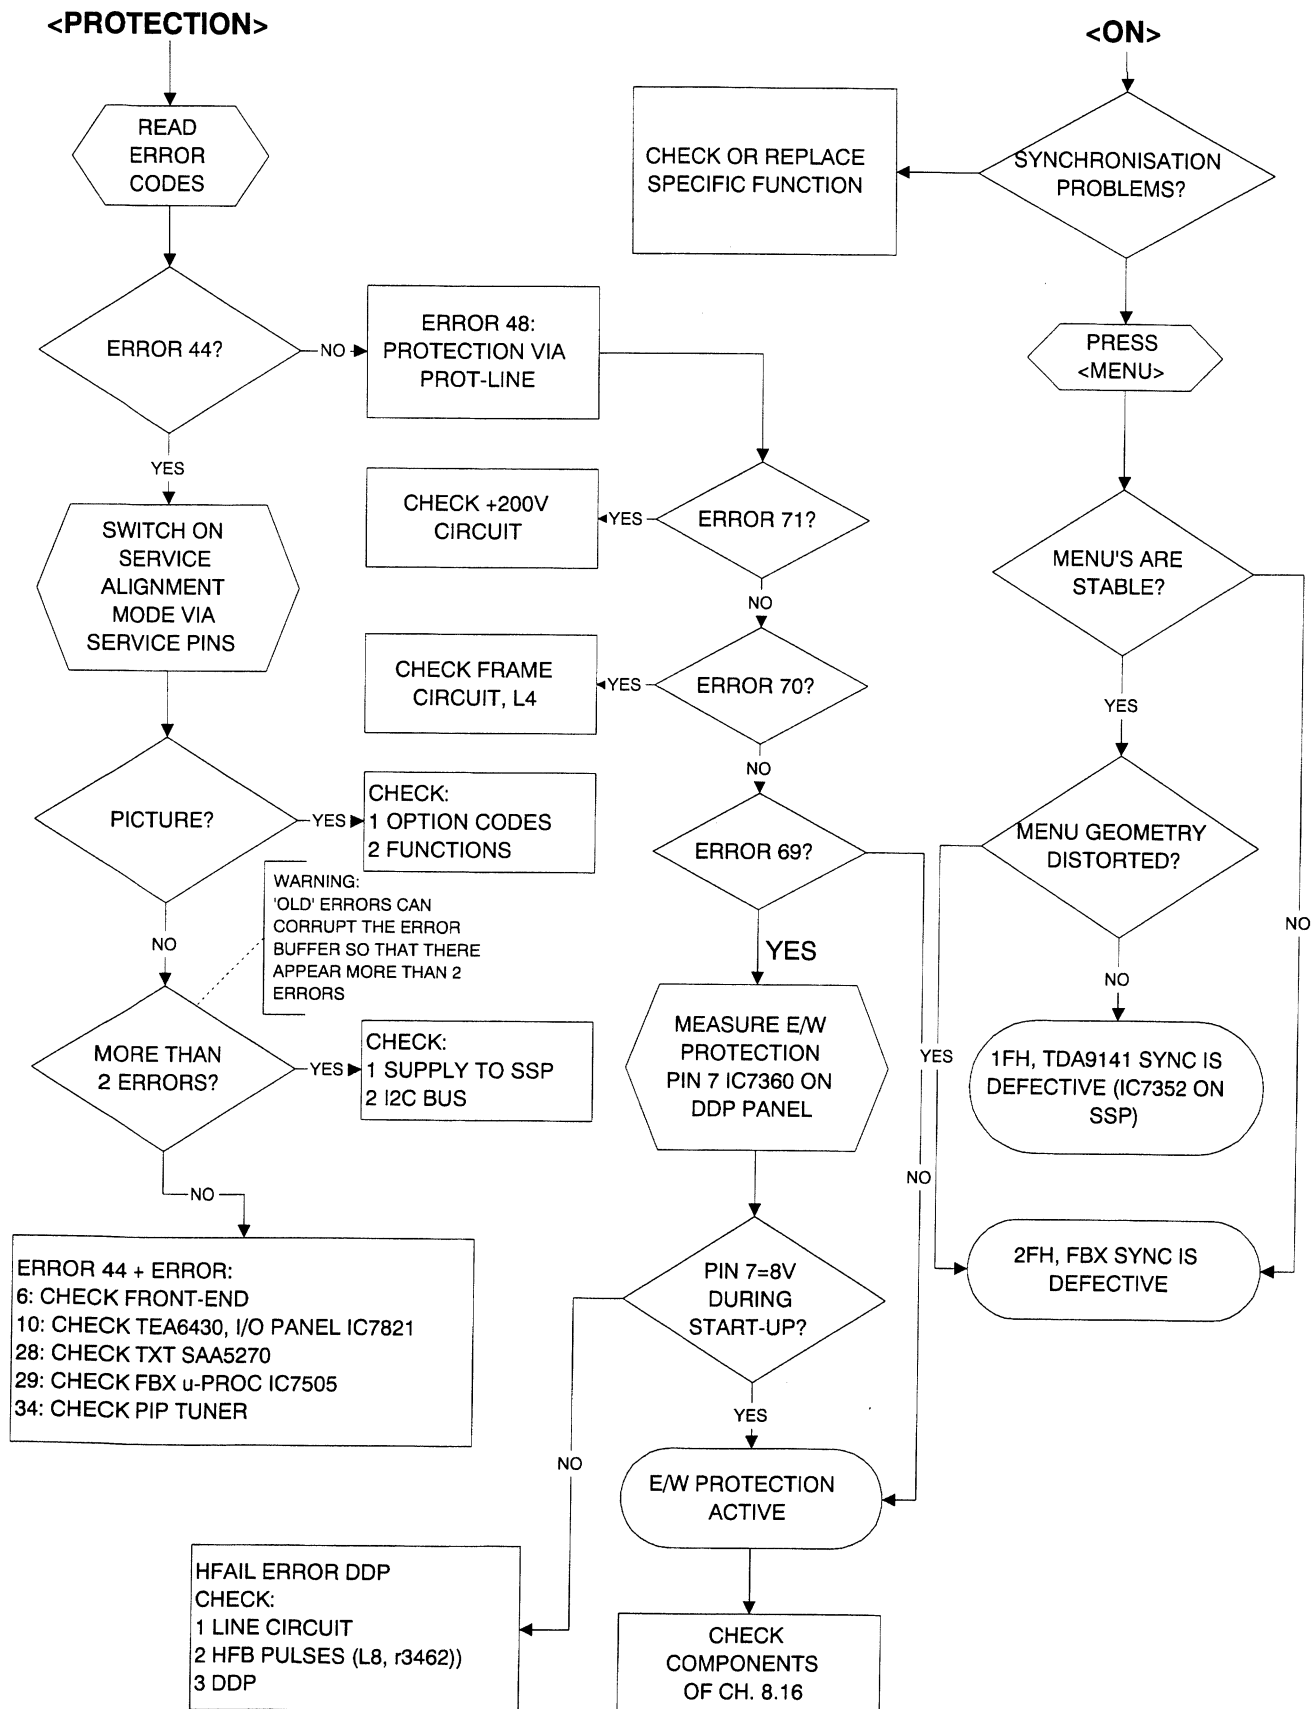 <PROTECTION>
READ
ERROR
CODES
ERROR 44?
NO
ERROR 48:
PROTECTION VIA
PROT-LINE
YES
SWITCH ON
SERVICE
ALIGNMENT
MODE VIA
SERVICE PINS
PICTURE?
YES
CHECK:
1 OPTION CODES
2 FUNCTIONS
WARNING:
'OLD' ERRORS CAN
CORRUPT THE ERROR
BUFFER SO THAT THERE
APPEAR MORE THAN 2
ERRORS
NO
MORE THAN
2 ERRORS?
YES
CHECK:
1 SUPPLY TO SSP
2 I2C BUS
NO
ERROR 44 + ERROR:
6: CHECK FRONT-END
10: CHECK TEA6430, I/O PANEL IC7821
28: CHECK TXT SAA5270
29: CHECK FBX u-PROC IC7505
34: CHECK PIP TUNER
ERROR 71?
YES
CHECK +200V
CIRCUIT
NO
ERROR 70?
YES
CHECK FRAME
CIRCUIT, L4
NO
ERROR 69?
YES
NO
MEASURE E/W
PROTECTION
PIN 7 IC7360 ON
DDP PANEL
PIN 7=8V
DURING
START-UP?
YES
NO
E/W PROTECTION
ACTIVE
CHECK
COMPONENTS
OF CH. 8.16
HFAIL ERROR DDP
CHECK:
1 LINE CIRCUIT
2 HFB PULSES (L8, r3462))
3 DDP
<ON>
SYNCHRONISATION
PROBLEMS?
CHECK OR REPLACE
SPECIFIC FUNCTION
PRESS
<MENU>
MENU'S ARE
STABLE?
YES
NO
MENU GEOMETRY
DISTORTED?
NO
YES
1FH, TDA9141 SYNC IS
DEFECTIVE (IC7352 ON
SSP)
2FH, FBX SYNC IS
DEFECTIVE